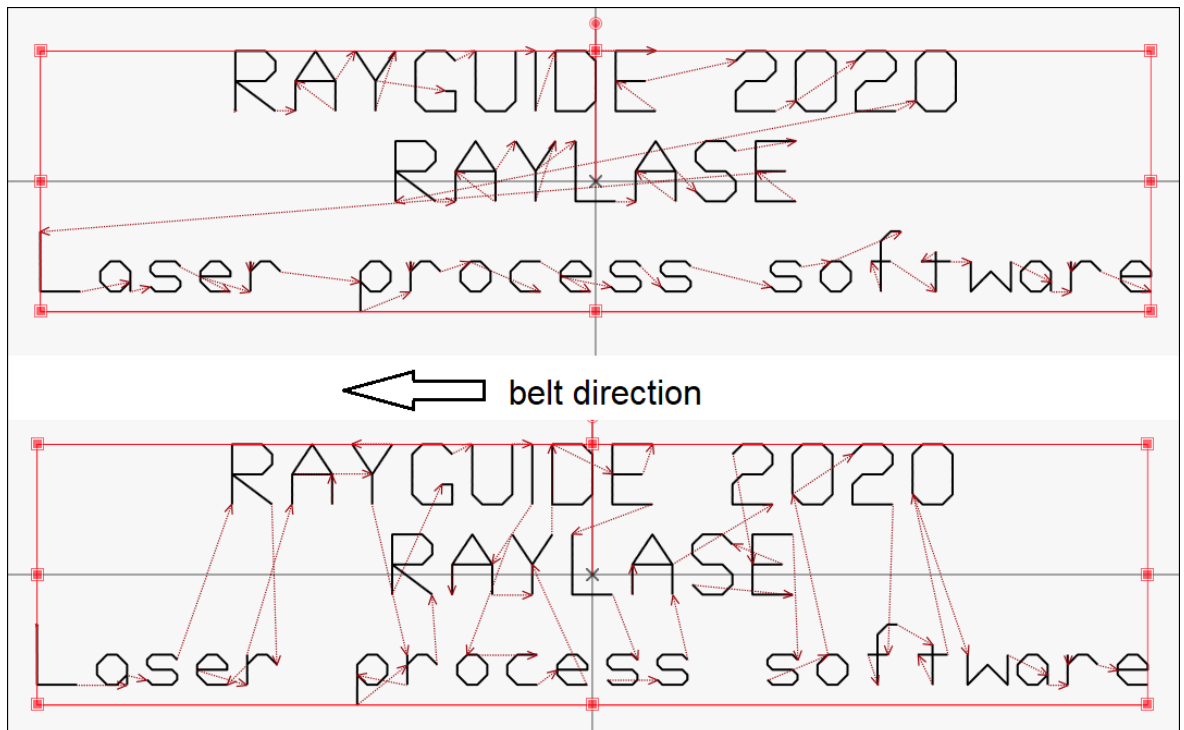 RAYGUIDE 2020
RAYLASE
Laser process software
belt direction
RAYGUIDE 2020
RAYLASE
Laser process software